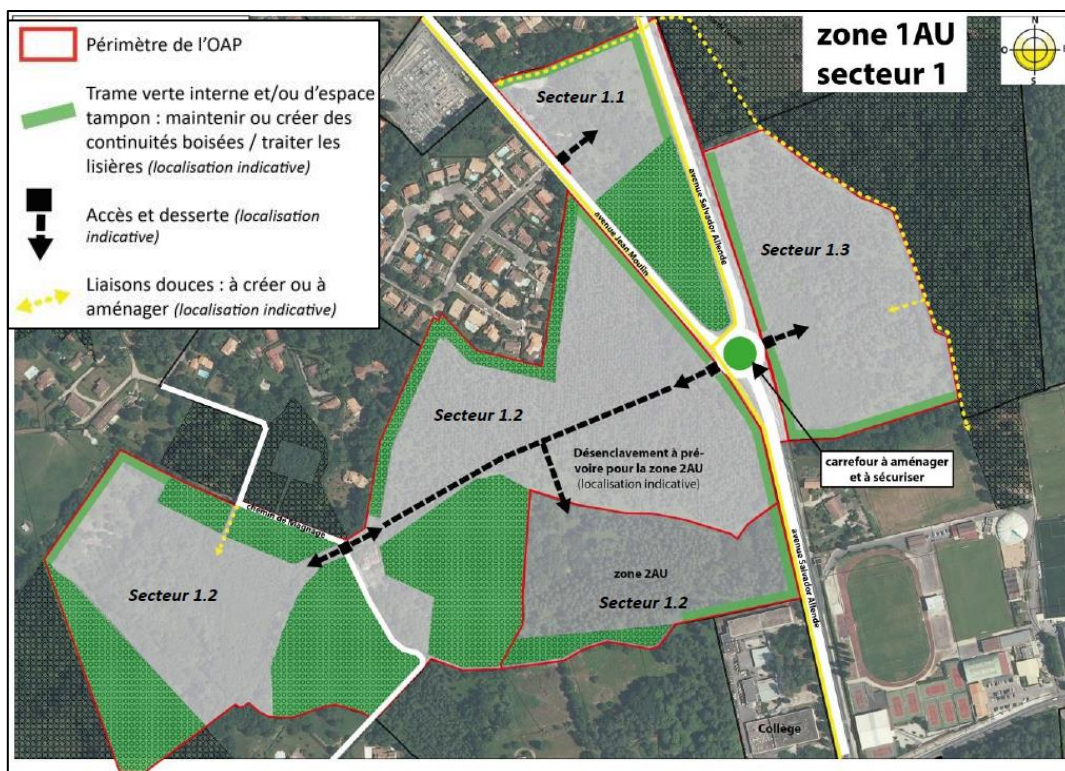 Périmètre de l'OAP
Trame verte interne et/ou d'espace
tampon : maintenir ou créer des
continuités boisées / traiter les
lisières (localisation indicative)
Accès et desserte (localisation
indicative)
Liaisons douces : à créer ou à
aménager (localisation indicative)
zone 1AU
secteur 1
N
O
E
S
Secteur 1.1
avenue Salvador Allende
avenue Jean Moulin
Secteur 1.3
Secteur 1.2
Désenclavement à pré-
voire pour la zone 2AU
(localisation indicative)
carrefour à aménager
et à sécuriser
chemin de Magnage
zone 2AU
Secteur 1.2
Secteur 1.2
avenue Salvador Allende
Collège